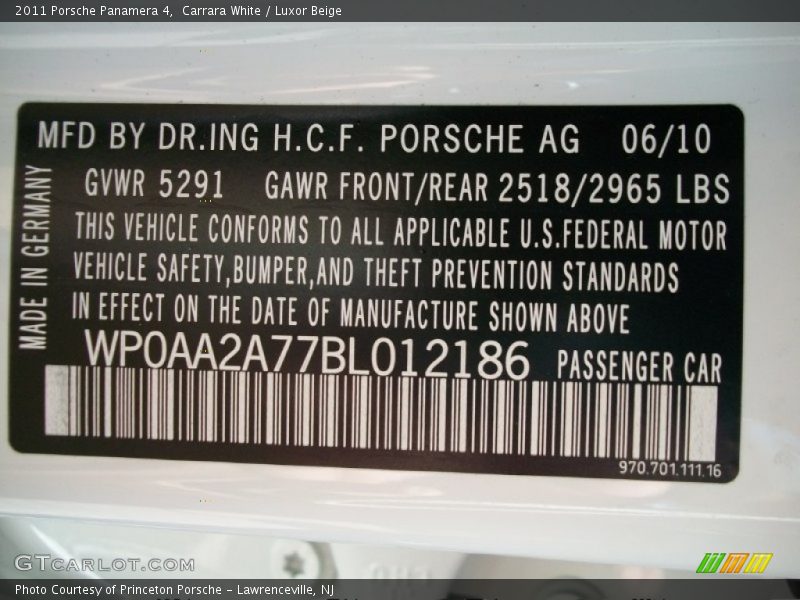 2011 Porsche Panamera 4,  Carrara White / Luxor Beige
MFD BY DR.ING H.C.F. PORSCHE AG 06/10
GVWR 5291 GAWR FRONT/REAR 2518/2965 LBS
THIS VEHICLE CONFORMS TO ALL APPLICABLE U.S.FEDERAL MOTOR
VEHICLE SAFETY,BUMPER,AND THEFT PREVENTION STANDARDS
IN EFFECT ON THE DATE OF MANUFACTURE SHOWN ABOVE
WP0AA2A77BL012186 PASSENGER CAR
970.701.111.16
MADE IN GERMANY
GTCARLOT.COM
Photo Courtesy of Princeton Porsche - Lawrenceville, NJ